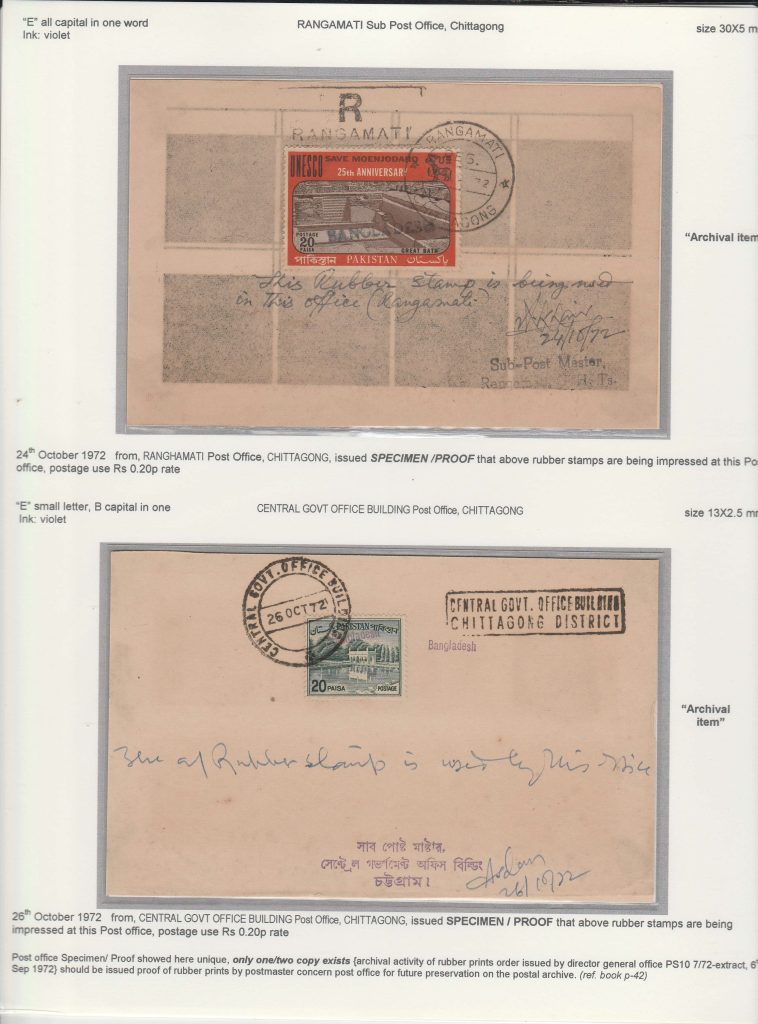 "E" all capital in one word
Ink: violet
RANGAMATI Sub Post Office, Chittagong
size 30X5 m
R
RANGAMATI
RANGAMATI
UNESCO
SAVE MOENJODARO
25th ANNIVERSARY
POSTAGE
20
PAISA
GREAT BATH
পাকিস্তান PAKISTAN پاکستان
This Rubber Stamp is being used
in this office (Rangamati)
24/10/72
Sub-Post Master,
H. Ts.
"Archival item
24th October 1972 from, RANGHAMATI Post Office, CHITTAGONG, issued SPECIMEN /PROOF that above rubber stamps are being impressed at this Po
office, postage use Rs 0.20p rate
"E" small letter, B capital in one
Ink: violet
CENTRAL GOVT OFFICE BUILDING Post Office, CHITTAGONG
size 13X2.5 m
CENTRAL GOVT. OFFICE BUILDING
26 OCT 72
PAKISTAN পাকিস্তান
20 PAISA
POSTAGE
CENTRAL GOVT. OFFICE BUILDING
CHITTAGONG DISTRICT
Bangladesh
Rubber stamp is used by this office
সাব পোষ্ট মাষ্টার,
সেন্ট্রেল গভর্ণমেন্ট অফিস বিল্ডিং
চট্টগ্রাম।
26/10/72
"Archival
item"
26th October 1972 from, CENTRAL GOVT OFFICE BUILDING Post Office, CHITTAGONG, issued SPECIMEN / PROOF that above rubber stamps are being
impressed at this Post office, postage use Rs 0.20p rate
Post office Specimen/ Proof showed here unique, only one/two copy exists {archival activity of rubber prints order issued by director general office PS10 7/72-extract, 6
Sep 1972} should be issued proof of rubber prints by postmaster concern post office for future preservation on the postal archive. (ref. book p-42)